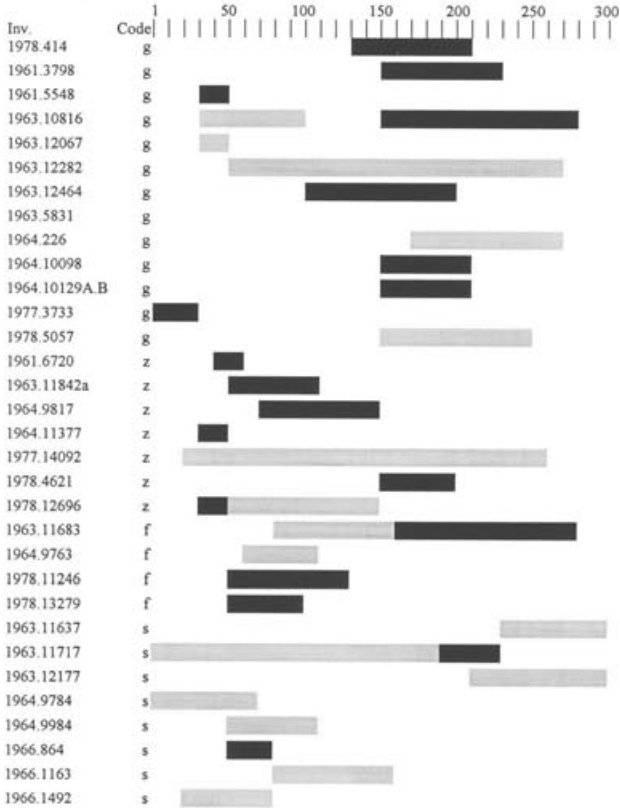 1 50 100 150 200 250 300
Inv. Code
1978.414 g
1961.3798 g
1961.5548 g
1963.10816 g
1963.12067 g
1963.12282 g
1963.12464 g
1963.5831 g
1964.226 g
1964.10098 g
1964.10129A.B g
1977.3733 g
1978.5057 g
1961.6720 z
1963.11842a z
1964.9817 z
1964.11377 z
1977.14092 z
1978.4621 z
1978.12696 z
1963.11683 f
1964.9763 f
1978.11246 f
1978.13279 f
1963.11637 s
1963.11717 s
1963.12177 s
1964.9784 s
1964.9984 s
1966.864 s
1966.1163 s
1966.1492 s